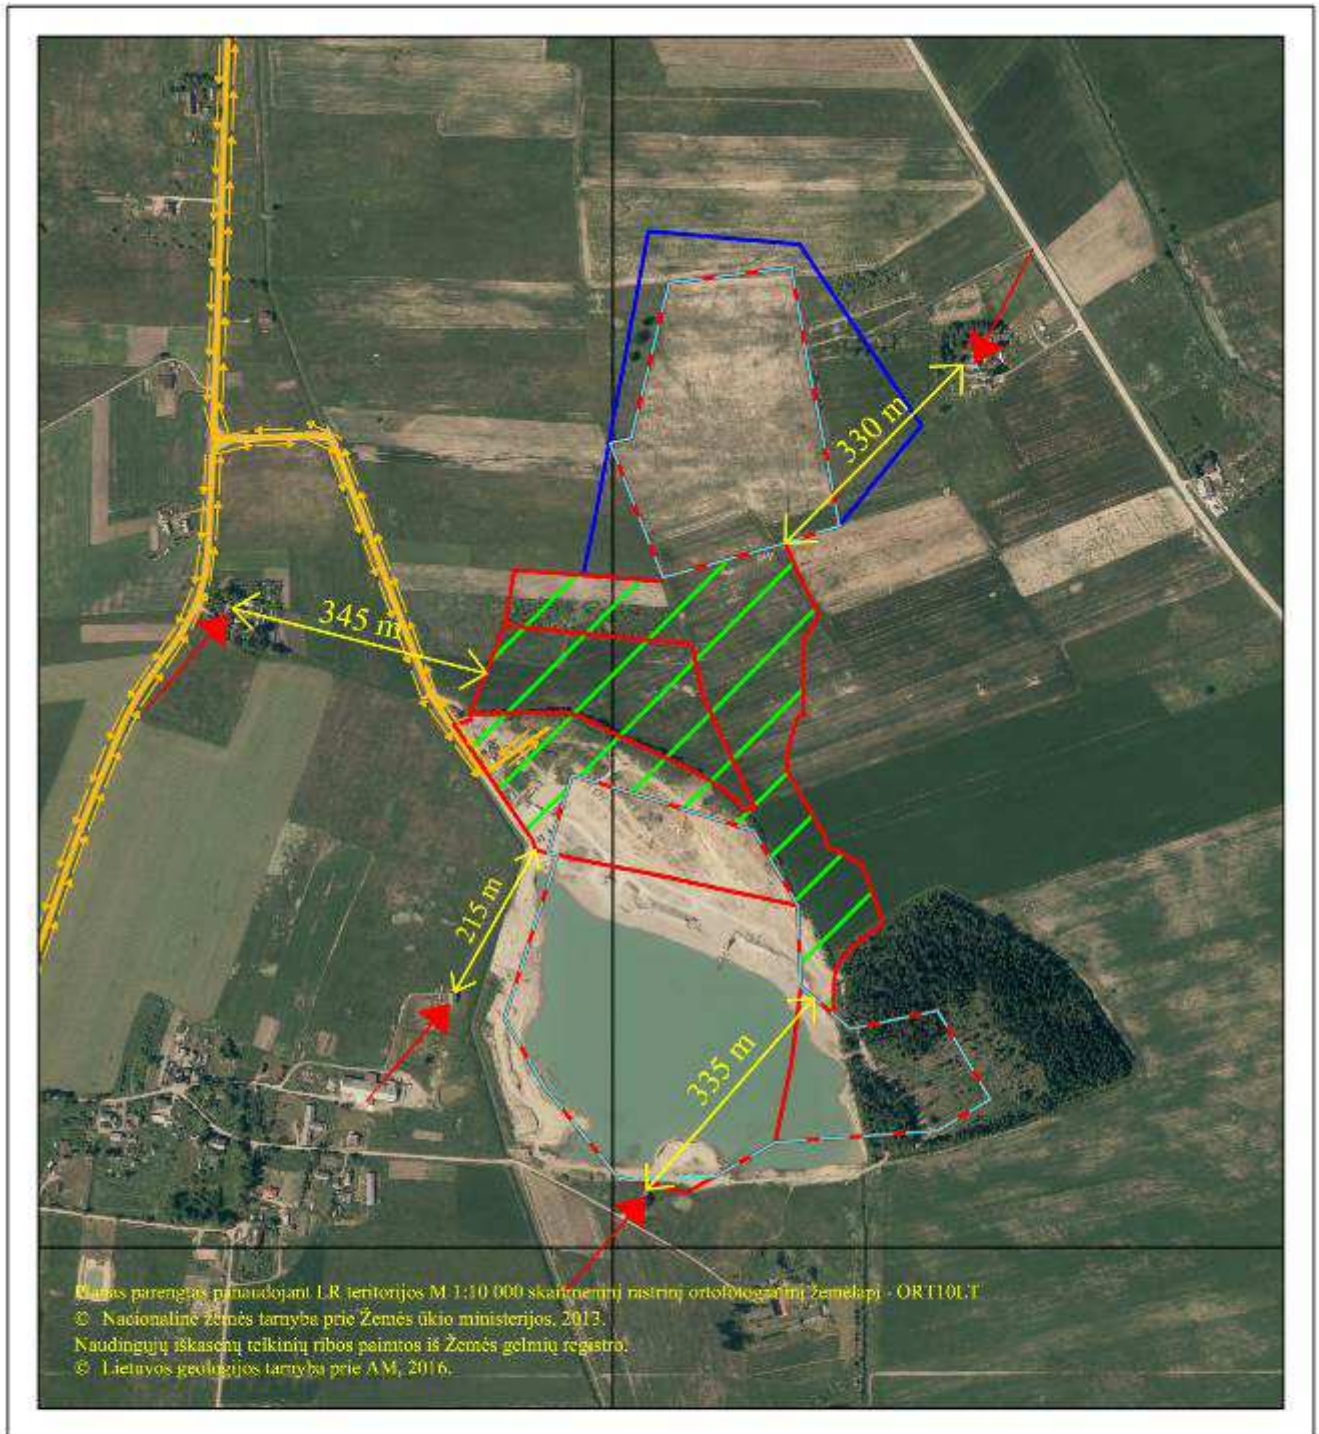 330 m
345 m
215 m
335 m
Planas parengtas panaudojant LR teritorijos M 1:10 000 skaitmeninį rastrinį ortofotografinį žemėlapį - ORT10LT
© Nacionalinė žemės tarnyba prie Žemės ūkio ministerijos, 2013.
Naudingųjų iškasenų telkinių ribos paimtos iš Žemės gelmių registro.
© Lietuvos geologijos tarnyba prie AM, 2016.